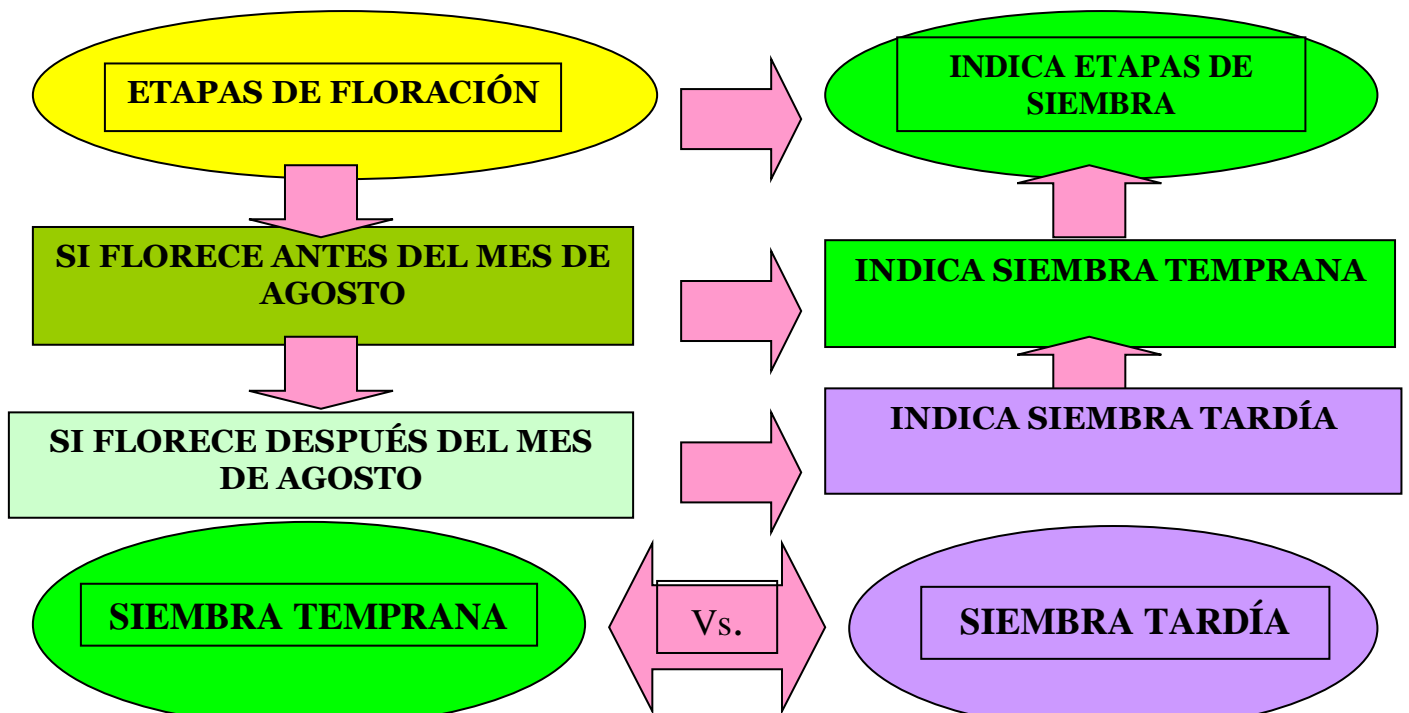 ETAPAS DE FLORACIÓN
INDICA ETAPAS DE
SIEMBRA
SI FLORECE ANTES DEL MES DE
AGOSTO
INDICA SIEMBRA TEMPRANA
SI FLORECE DESPUÉS DEL MES
DE AGOSTO
INDICA SIEMBRA TARDÍA
SIEMBRA TEMPRANA
Vs.
SIEMBRA TARDÍA